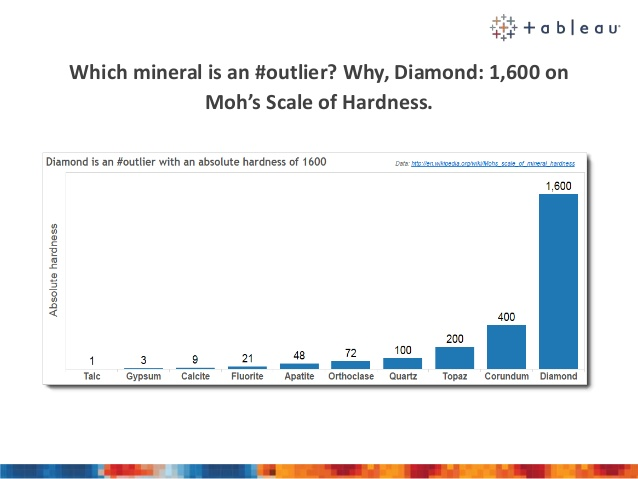 +ableau
Which mineral is an #outlier? Why, Diamond: 1,600 on
Moh’s Scale of Hardness.
Diamond is an #outlier with an absolute hardness of 1600
Data: http://en.wikipedia.org/wiki/Mohs_scale_of_mineral_hardness
Absolute hardness
1
3
9
21
48
72
100
200
400
1,600
Talc
Gypsum
Calcite
Fluorite
Apatite
Orthoclase
Quartz
Topaz
Corundum
Diamond